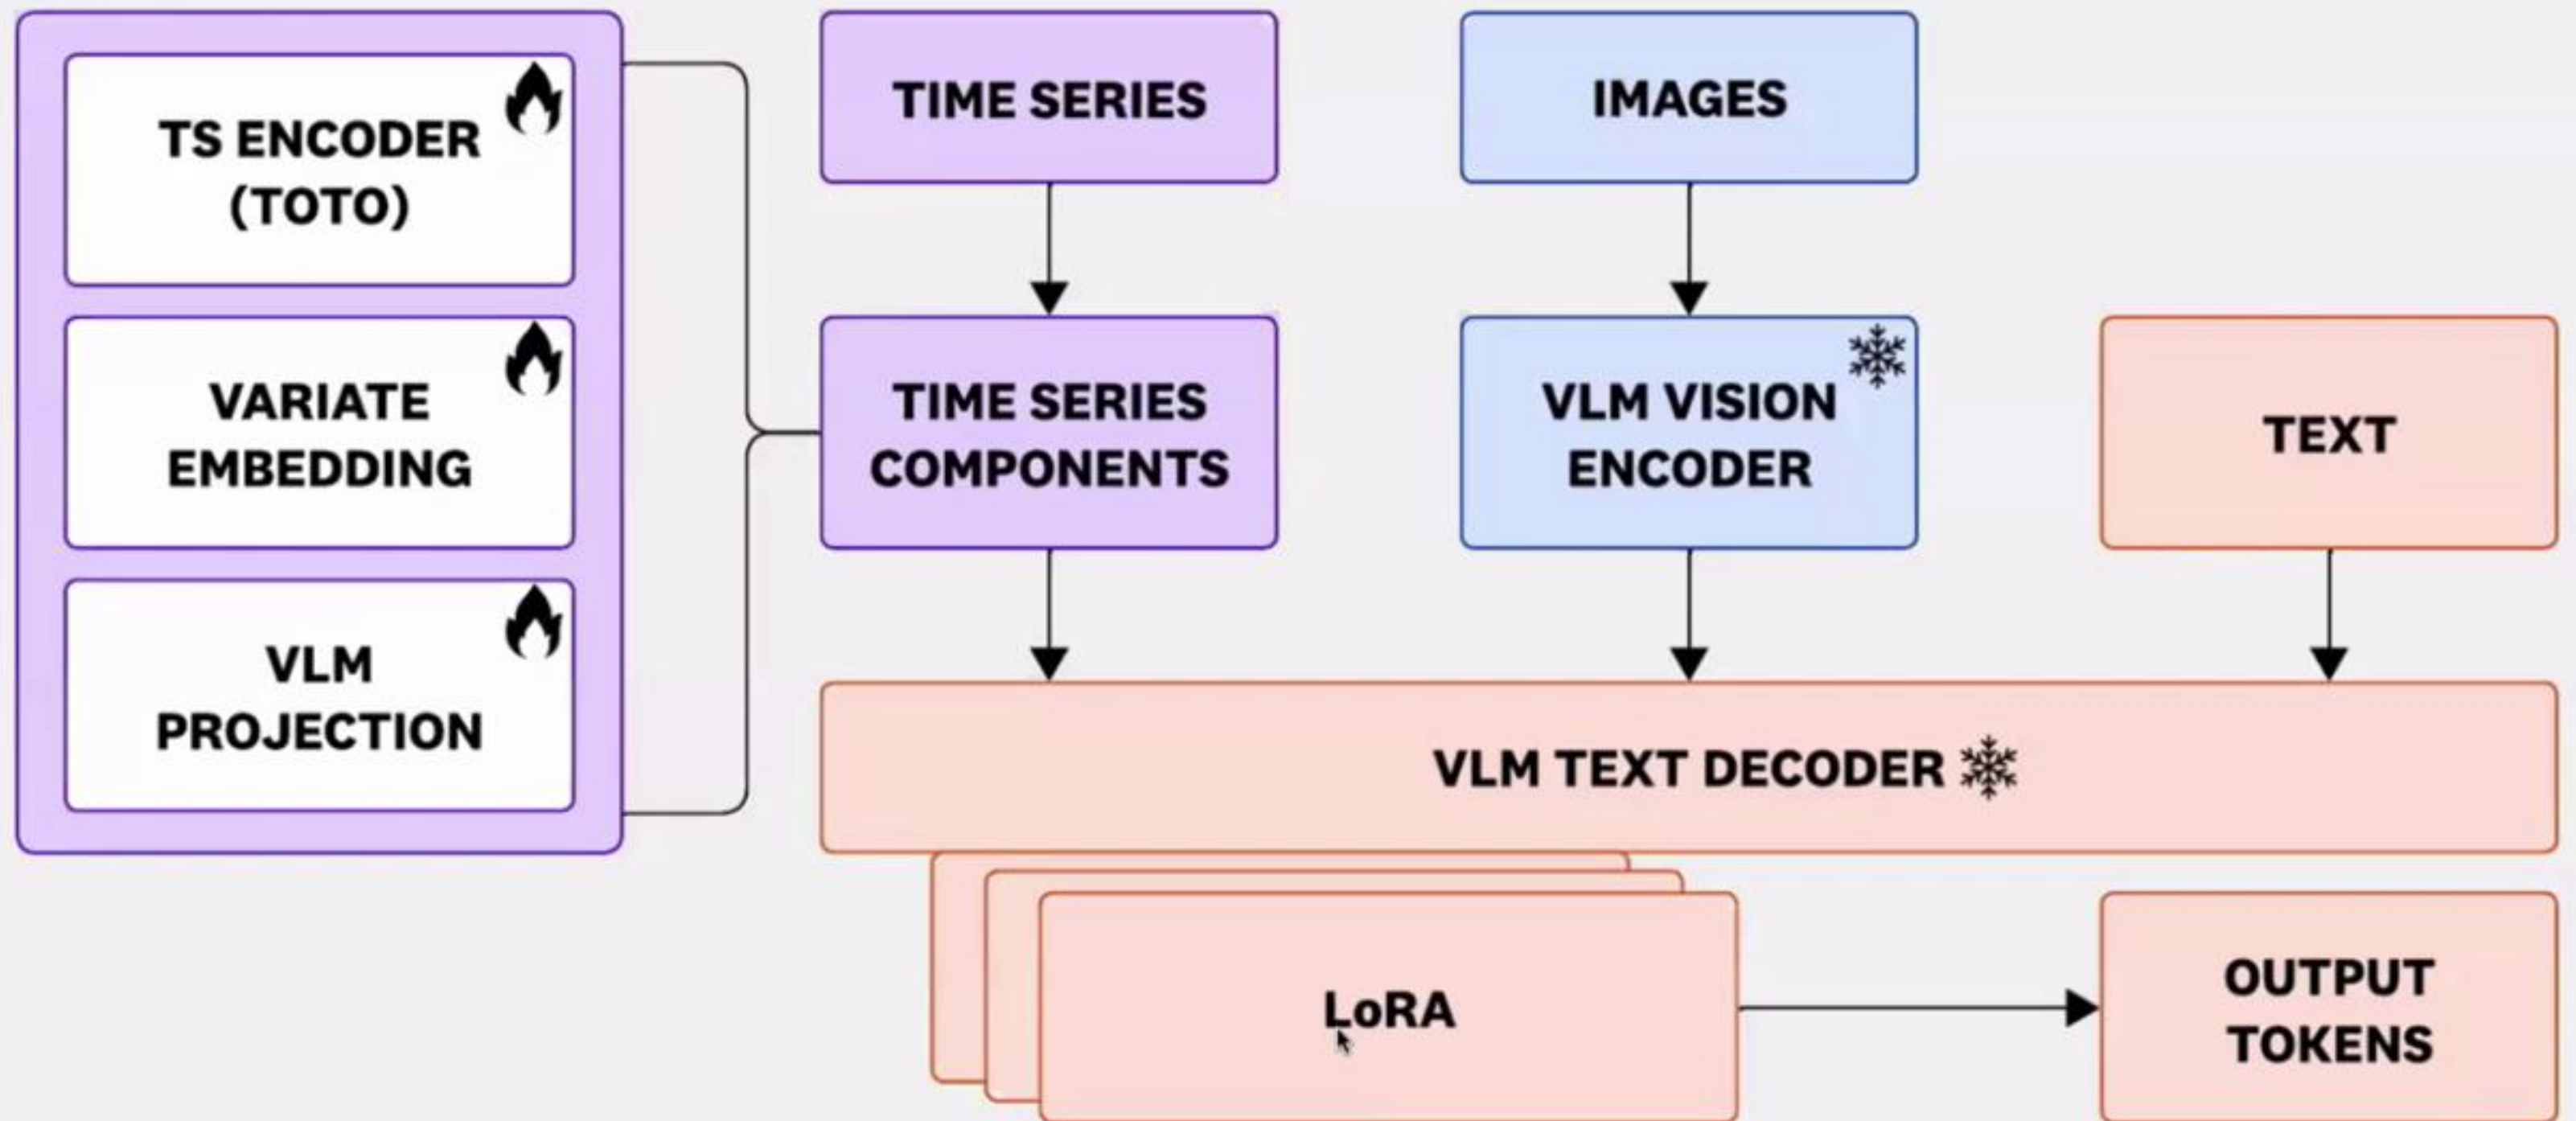 TS ENCODER
(TOTO)
VARIATE
EMBEDDING
VLM
PROJECTION
TIME SERIES
IMAGES
TIME SERIES
COMPONENTS
VLM VISION
ENCODER
TEXT
VLM TEXT DECODER
LoRA
OUTPUT
TOKENS